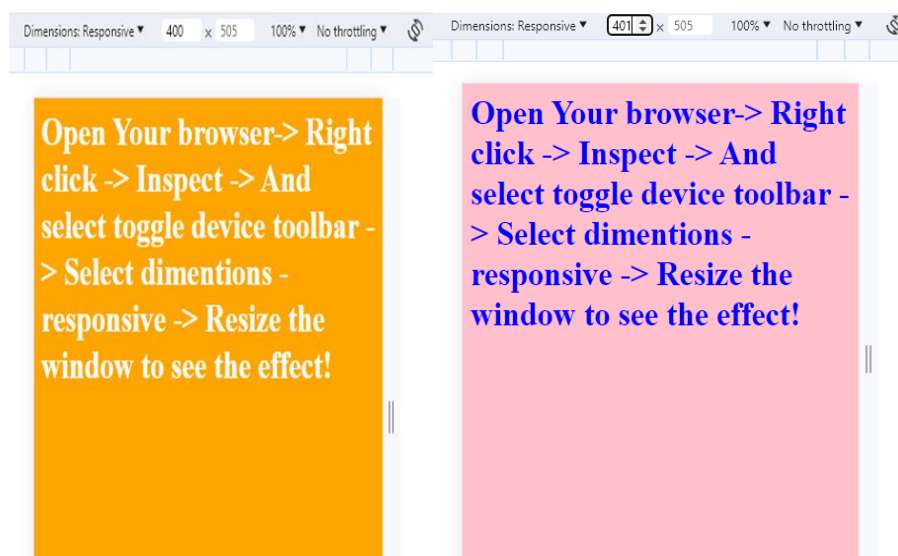 Dimensions: Responsive ▼ 400 x 505 100% ▼ No throttling ▼
Open Your browser-> Right
click -> Inspect -> And
select toggle device toolbar -
> Select dimentions -
responsive -> Resize the
window to see the effect!
Dimensions: Responsive ▼ 401 x 505 100% ▼ No throttling ▼
Open Your browser-> Right
click -> Inspect -> And
select toggle device toolbar -
> Select dimentions -
responsive -> Resize the
window to see the effect!